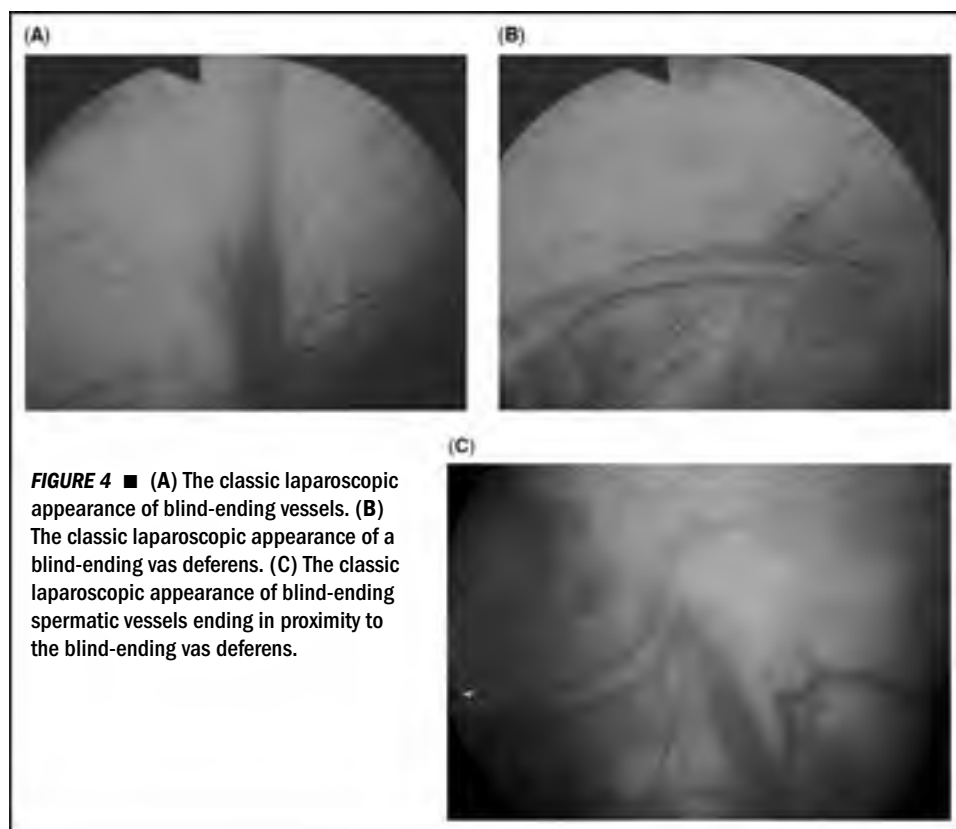 (A)
(B)
(C)
FIGURE 4 ■ (A) The classic laparoscopic
appearance of blind-ending vessels. (B)
The classic laparoscopic appearance of a
blind-ending vas deferens. (C) The classic
laparoscopic appearance of blind-ending
spermatic vessels ending in proximity to
the blind-ending vas deferens.